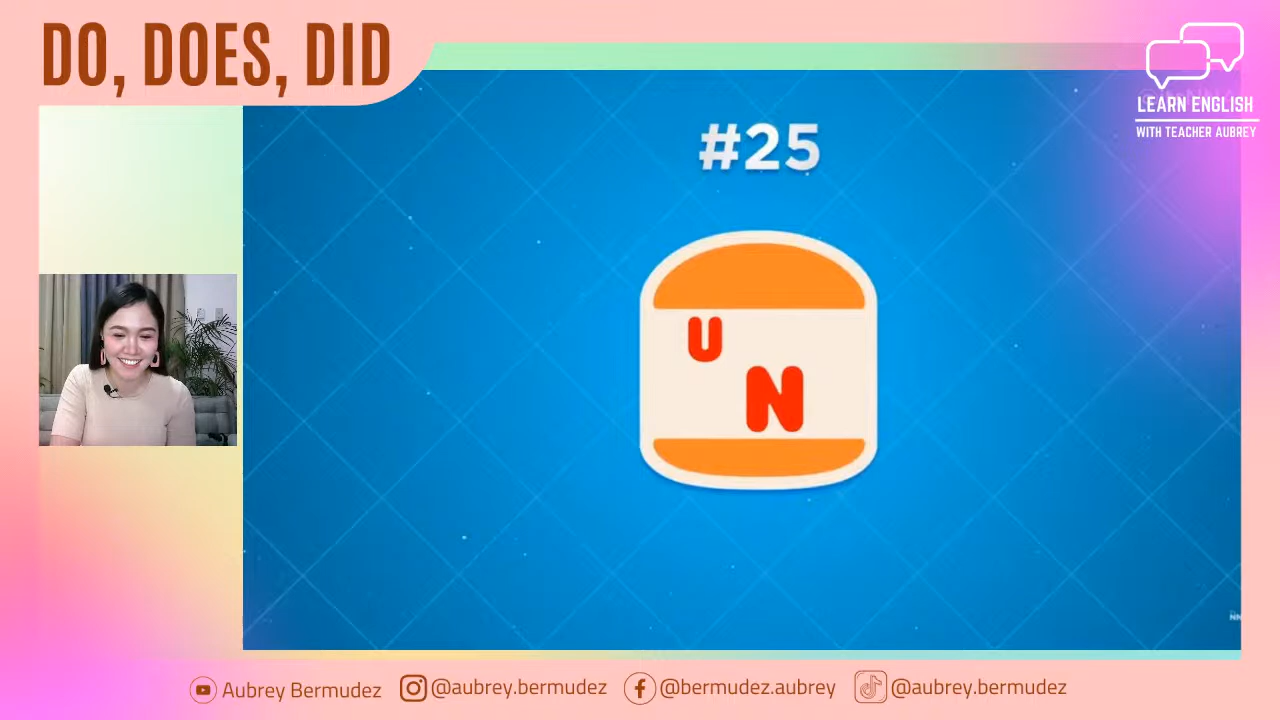 DO, DOES, DID
LEARN ENGLISH
WITH TEACHER AUBREY
#25
U
N
Aubrey Bermudez
@aubrey.bermudez
@bermudez.aubrey
@aubrey.bermudez